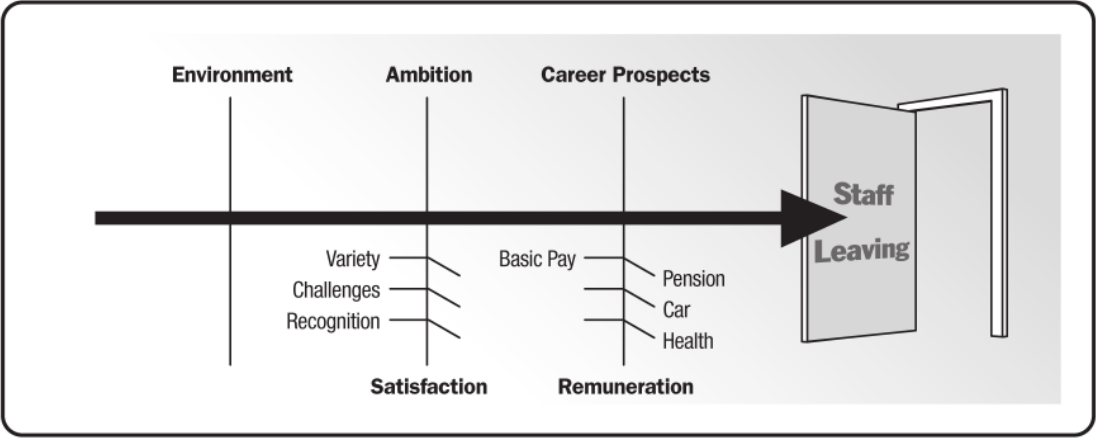 Environment
Ambition
Career Prospects
Staff
Leaving
Variety
Challenges
Recognition
Basic Pay
Pension
Car
Health
Satisfaction
Remuneration